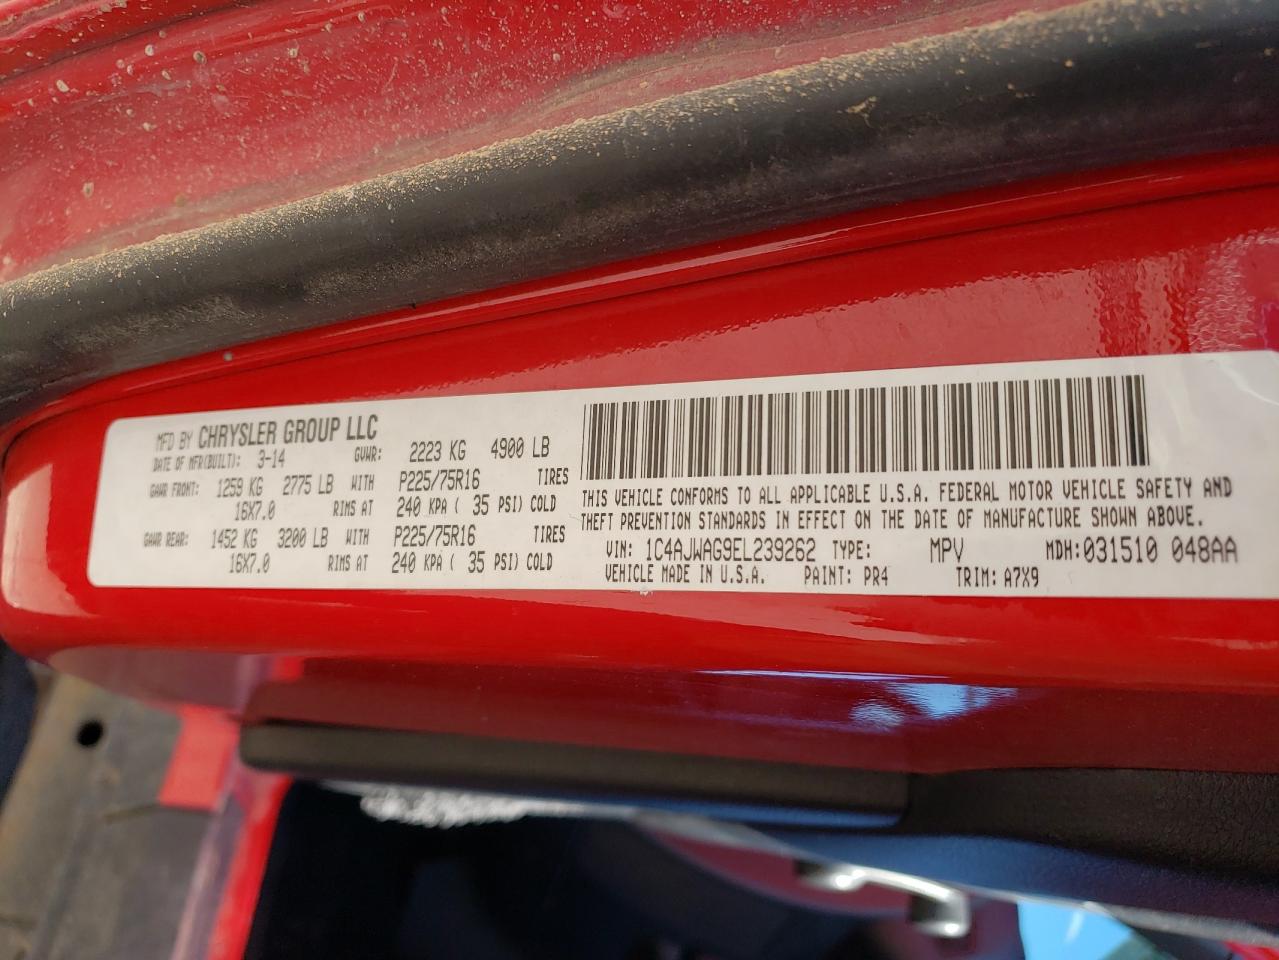 MFD BY CHRYSLER GROUP LLC
DATE OF MFR(BUILT): 3-14 GVWR: 2223 KG 4900 LB
GAWR FRONT: 1259 KG 2775 LB WITH P225/75R16 TIRES
16X7.0 RIMS AT 240 KPA ( 35 PSI) COLD
GAWR REAR: 1452 KG 3200 LB WITH P225/75R16 TIRES
16X7.0 RIMS AT 240 KPA ( 35 PSI) COLD
THIS VEHICLE CONFORMS TO ALL APPLICABLE U.S.A. FEDERAL MOTOR VEHICLE SAFETY AND
THEFT PREVENTION STANDARDS IN EFFECT ON THE DATE OF MANUFACTURE SHOWN ABOVE.
VIN: 1C4AJWAG9EL239262 TYPE: MPV MDH:031510 048AA
VEHICLE MADE IN U.S.A. PAINT: PR4 TRIM: A7X9